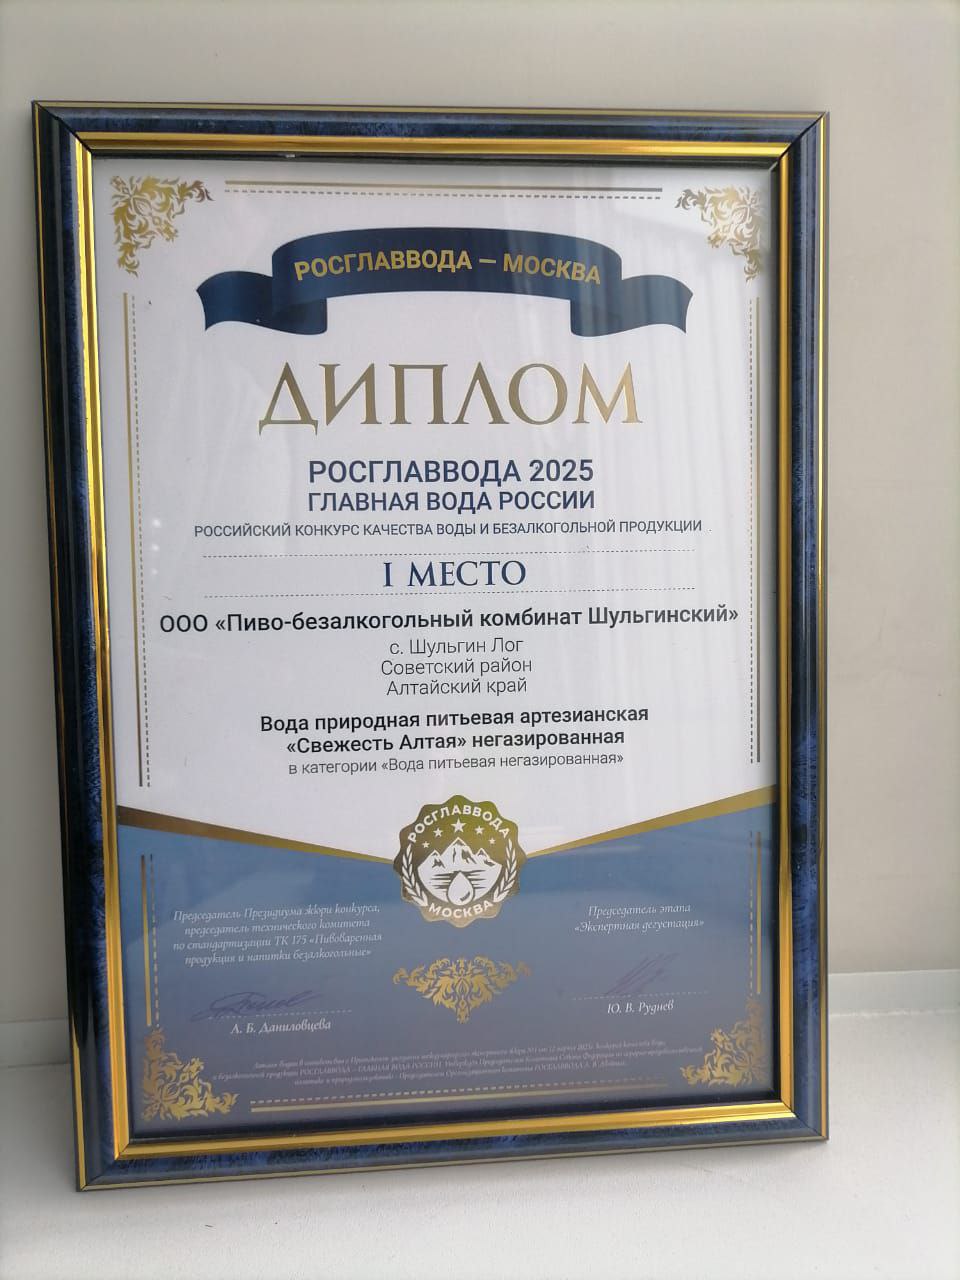 РОСГЛАВВОДА — МОСКВА
ДИПЛОМ
РОСГЛАВВОДА 2025
ГЛАВНАЯ ВОДА РОССИИ
РОССИЙСКИЙ КОНКУРС КАЧЕСТВА ВОДЫ И БЕЗАЛКОГОЛЬНОЙ ПРОДУКЦИИ
I МЕСТО
ООО «Пиво-безалкогольный комбинат Шульгинский»
с. Шульгин Лог
Советский район
Алтайский край
Вода природная питьевая артезианская
«Свежесть Алтая» негазированная
в категории «Вода питьевая негазированная»
РОСГЛАВВОДА
МОСКВА
Председатель Президиума жюри конкурса,
председатель технического комитета
по стандартизации ТК 175 «Пивоваренная
продукция и напитки безалкогольные»
А. Б. Даниловцева
Председатель этапа
«Экспертная дегустация»
Ю. В. Руднев